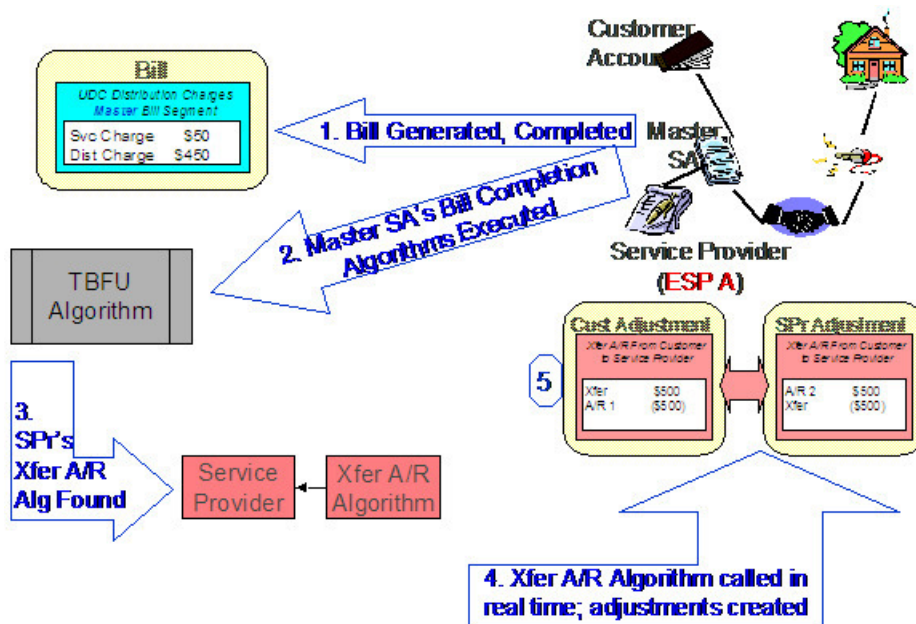 Bill
UDC Distribution Charges
Master Bill Segment
Svc Charge $50
Dist Charge $450
1. Bill Generated, Completed
Customer
Account
Master
SA
2. Master SA's Bill Completion
Algorithms Executed
Service Provider
(ESP A)
TBFU
Algorithm
3.
SPr's
Xfer A/R
Alg Found
Service
Provider
Xfer A/R
Algorithm
5
Cust Adjustment
Xfer A/R From Customer
to Service Provider
Xfer $500
A/R 1 ($500)
SPr Adjustment
Xfer A/R From Customer
to Service Provider
A/R 2 $500
Xfer ($500)
4. Xfer A/R Algorithm called in
real time; adjustments created